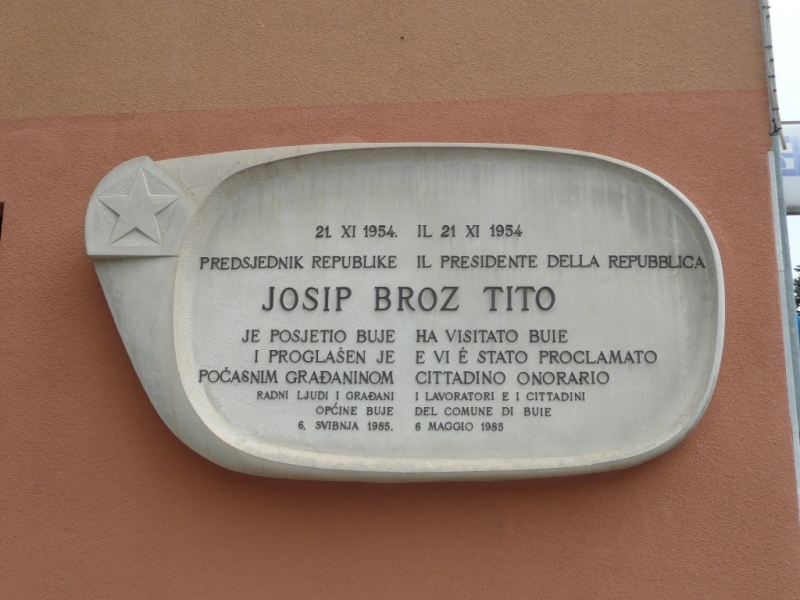 21. XI 1954. IL 21 XI 1954
PREDSJEDNIK REPUBLIKE IL PRESIDENTE DELLA REPUBBLICA
JOSIP BROZ TITO
JE POSJETIO BUJE HA VISITATO BUIE
I PROGLAŠEN JE E VI É STATO PROCLAMATO
POČASNIM GRAĐANINOM CITTADINO ONORARIO
RADNI LJUDI I GRAĐANI I LAVORATORI E I CITTADINI
OPĆINE BUJE DEL COMUNE DI BUIE
6. SVIBNJA 1985. 6 MAGGIO 1985